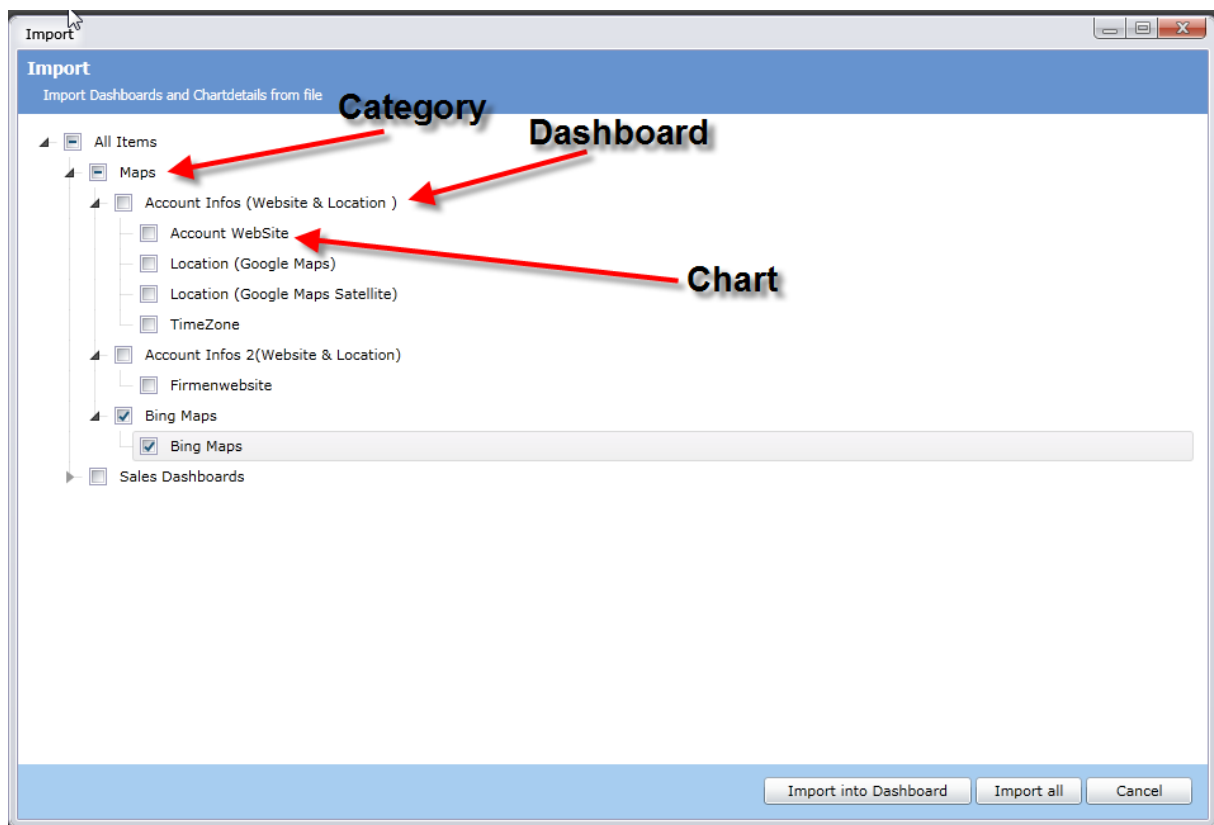 Import
Import
Import Dashboards and Chartdetails from file
Category
Dashboard
All Items
Maps
Account Infos (Website & Location )
Account WebSite
Location (Google Maps)
Chart
Location (Google Maps Satellite)
TimeZone
Account Infos 2(Website & Location)
Firmenwebsite
Bing Maps
Bing Maps
Sales Dashboards
Import into Dashboard Import all Cancel